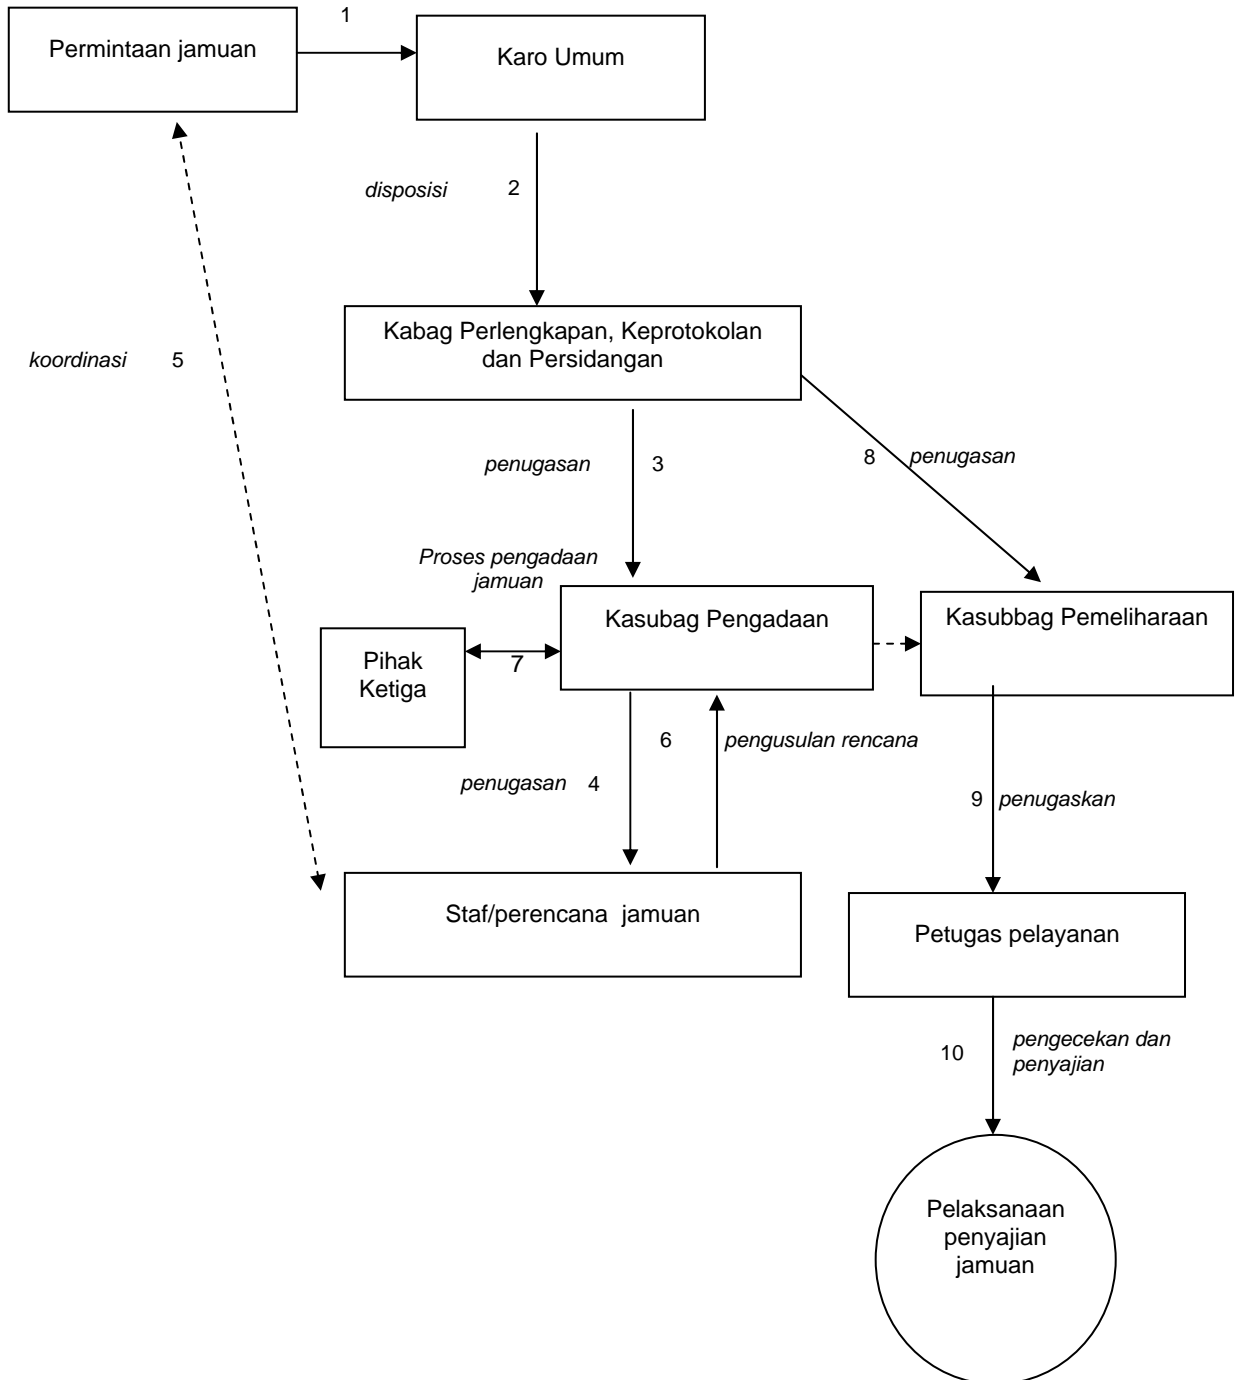 1
Permintaan jamuan
Karo Umum
disposisi 2
Kabag Perlengkapan, Keprotokolan
dan Persidangan
koordinasi 5
penugasan 3
8 penugasan
Proses pengadaan
jamuan
Kasubag Pengadaan
Kasubbag Pemeliharaan
Pihak
Ketiga
7
6 pengusulan rencana
penugasan 4
9 penugaskan
Staf/perencana jamuan
Petugas pelayanan
10 pengecekan dan
penyajian
Pelaksanaan
penyajian
jamuan